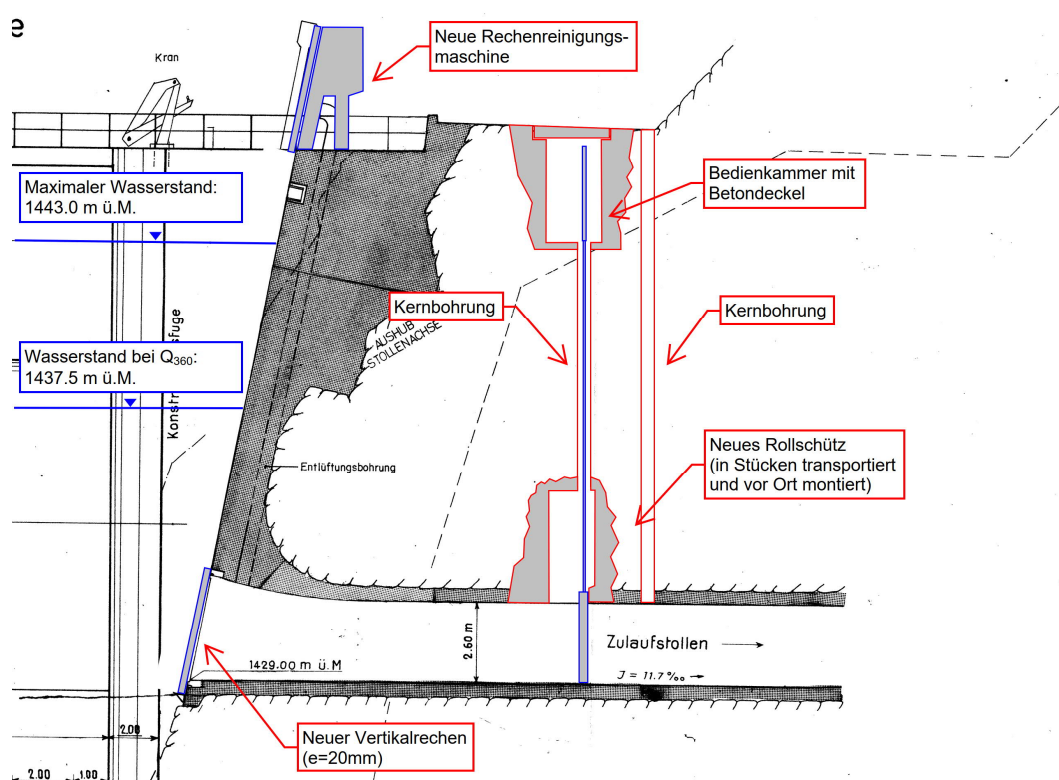 e
Kran
Neue Rechenreinigungs-
maschine
Maximaler Wasserstand:
1443.0 m ü.M.
Bedienkammer mit
Betondeckel
Kernbohrung
Kernbohrung
AUSHUB
STOLLENACHSE
Wasserstand bei Q360:
1437.5 m ü.M.
Konstr
sfuge
Entlüftungsbohrung
Neues Rollschütz
(in Stücken transportiert
und vor Ort montiert)
2.60 m
Zulaufstollen
1429.00 m ü.M
J = 11.7 ‰
Neuer Vertikalrechen
(e=20mm)
2.00
2.00
1.00